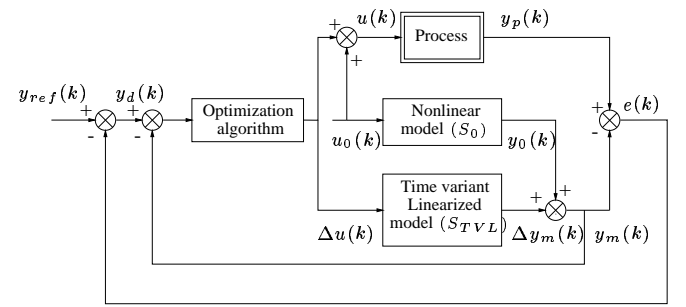 u(k)
y_p(k)
+
Process
+
y_ref(k)
+
-
y_d(k)
+
-
Optimization
algorithm
u_0(k)
Nonlinear
model (S_0)
y_0(k)
+
-
e(k)
Δu(k)
Time variant
Linearized
model (S_TVL)
+
+
Δy_m(k)
y_m(k)